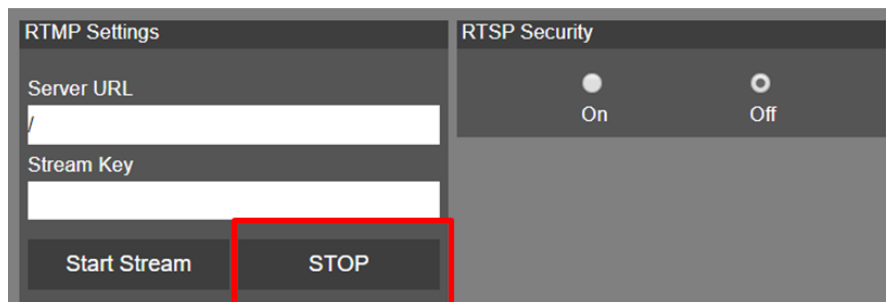 RTMP Settings
Server URL
/
Stream Key
Start Stream
STOP
RTSP Security
On
Off